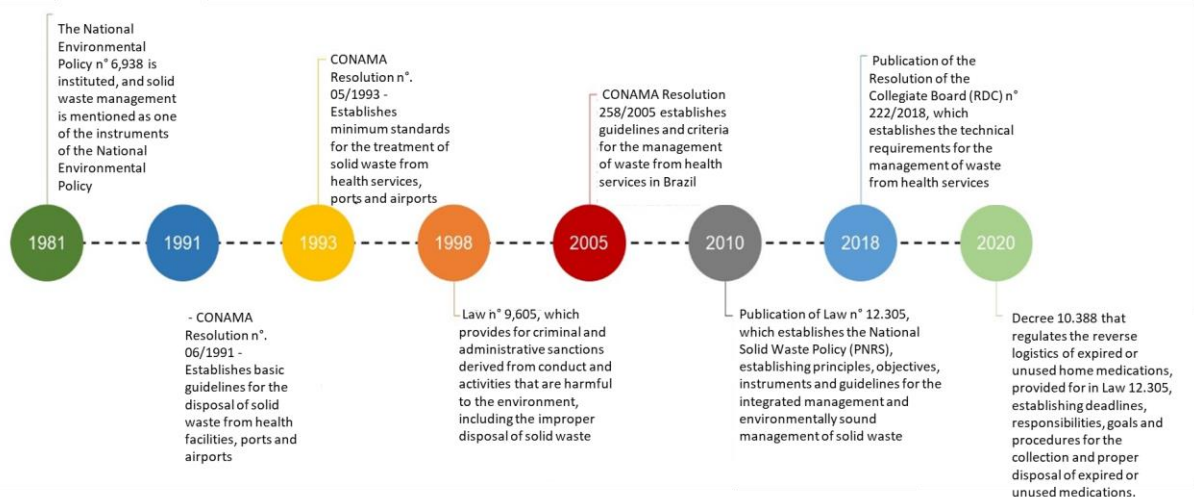 The National
Environmental
Policy n° 6,938 is
instituted, and solid
waste management
is mentioned as one
of the instruments
of the National
Environmental
Policy
CONAMA
Resolution n°.
05/1993 -
Establishes
minimum standards
for the treatment of
solid waste from
health services,
ports and airports
CONAMA Resolution
258/2005 establishes
guidelines and criteria
for the management
of waste from health
services in Brazil
Publication of the
Resolution of the
Collegiate Board (RDC) n°
222/2018, which
establishes the technical
requirements for the
management of waste
from health services
1981
1991
1993
1998
2005
2010
2018
2020
- CONAMA
Resolution n°.
06/1991 -
Establishes basic
guidelines for the
disposal of solid
waste from health
facilities, ports and
airports
Law n° 9,605, which
provides for criminal and
administrative sanctions
derived from conduct and
activities that are harmful
to the environment,
including the improper
disposal of solid waste
Publication of Law n° 12.305,
which establishes the National
Solid Waste Policy (PNRS),
establishing principles, objectives,
instruments and guidelines for the
integrated management and
environmentally sound
management of solid waste
Decree 10.388 that
regulates the reverse
logistics of expired or
unused home medications,
provided for in Law 12.305,
establishing deadlines,
responsibilities, goals and
procedures for the
collection and proper
disposal of expired or
unused medications.